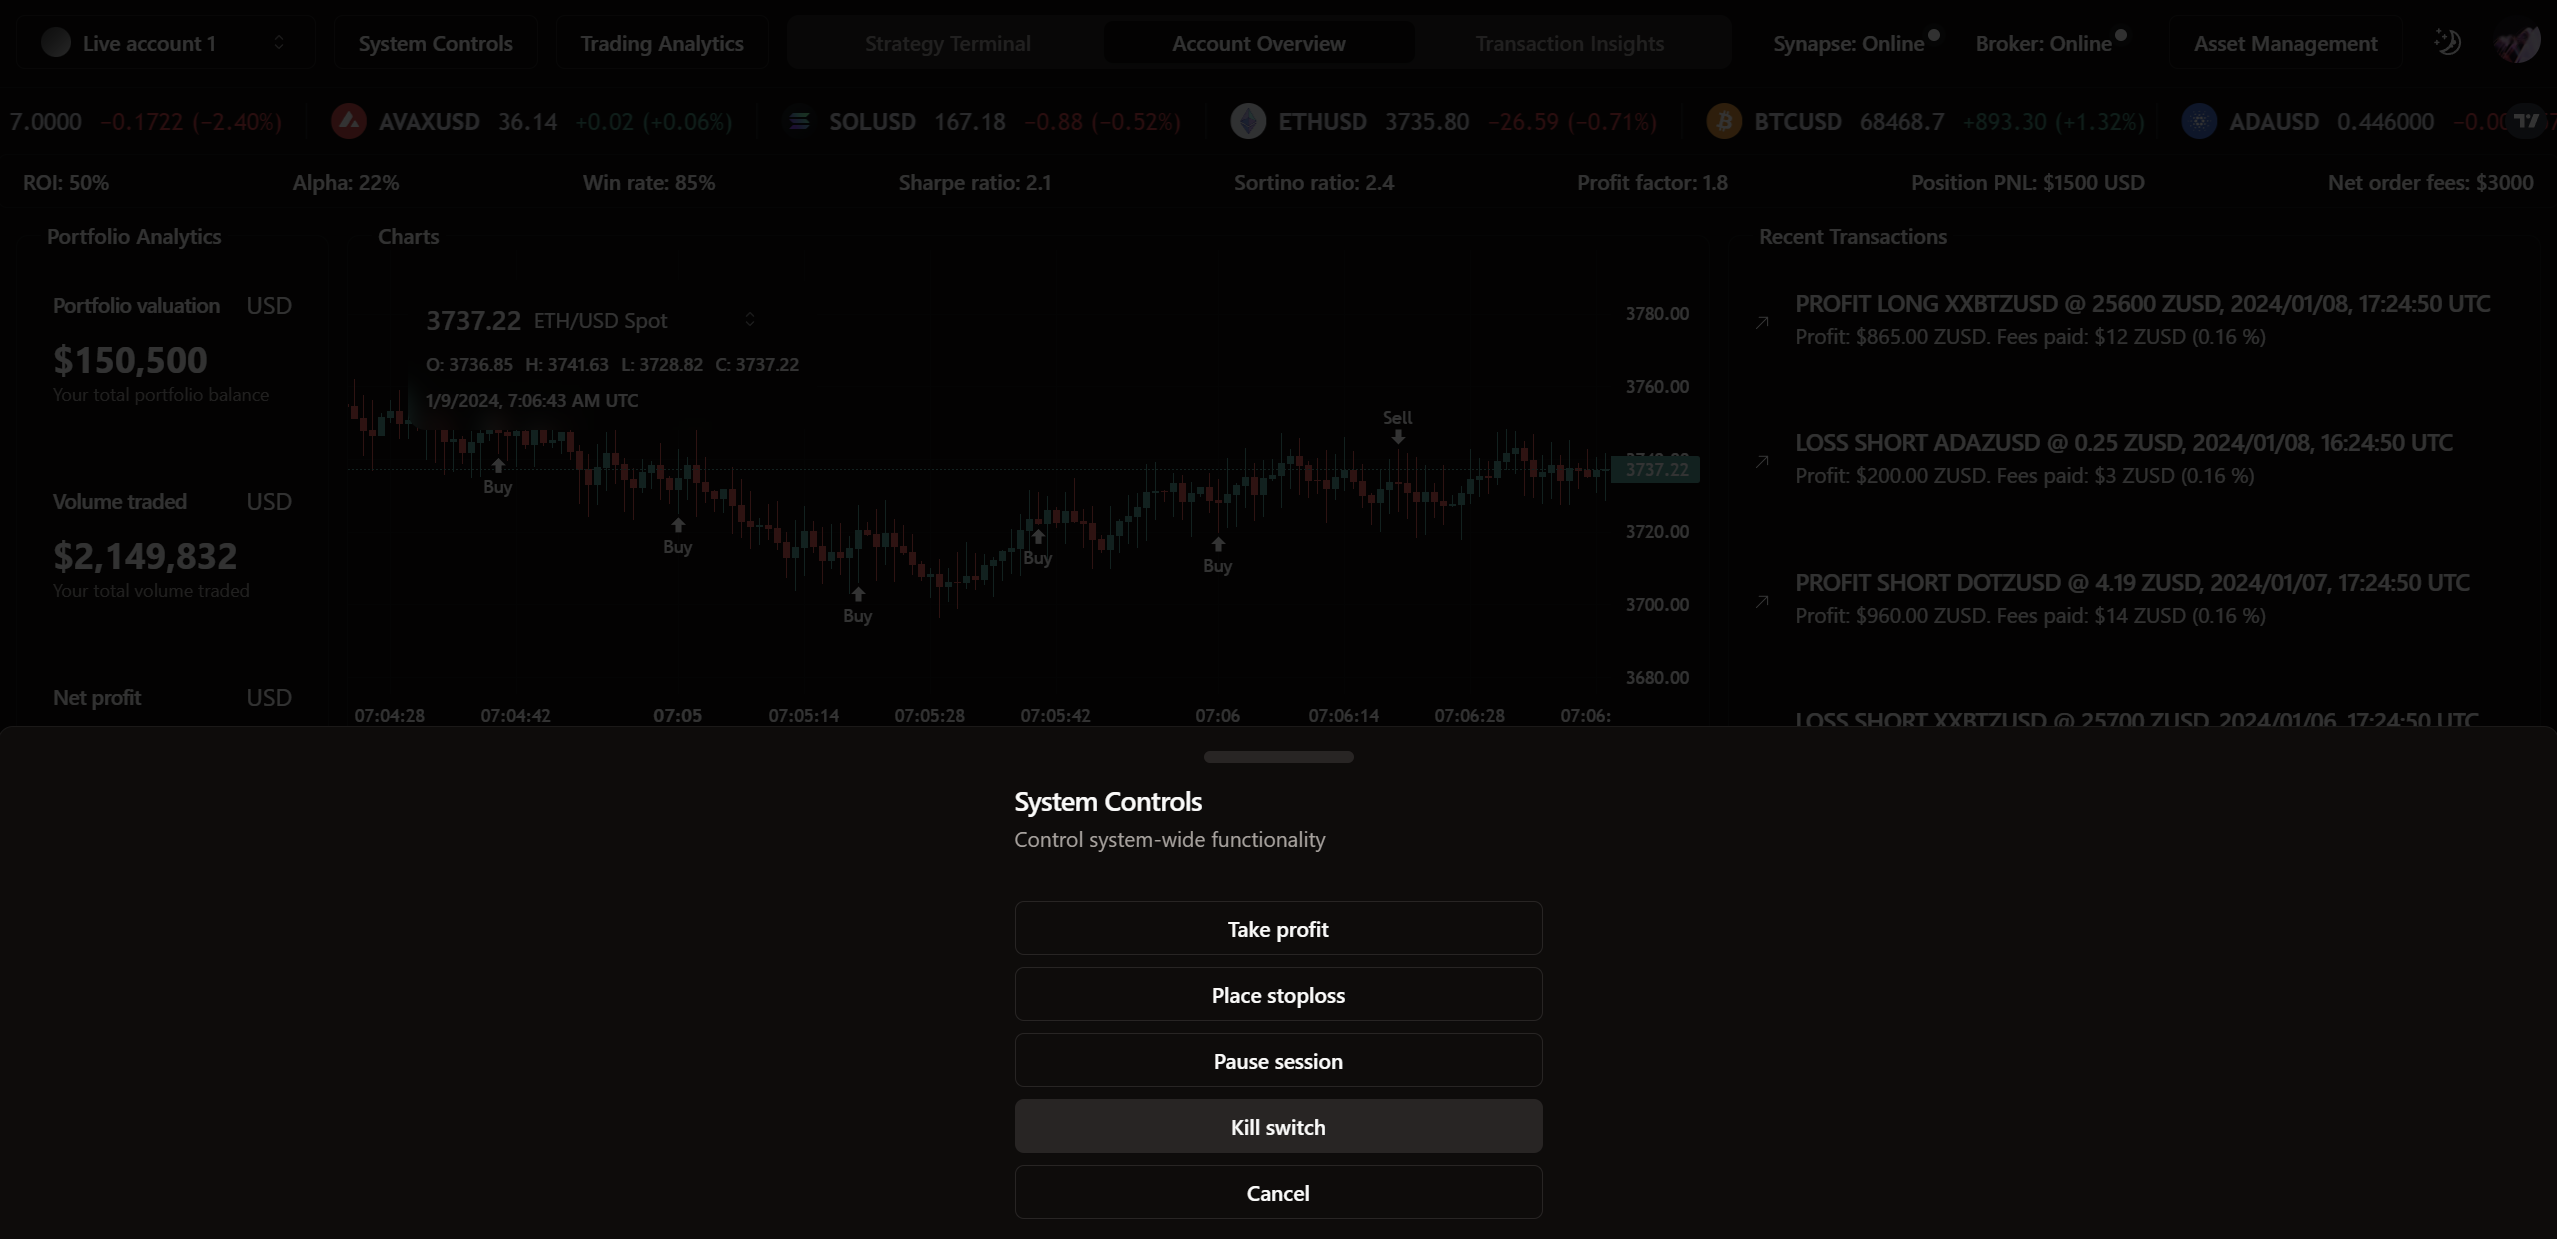 Live account 1
System Controls
Trading Analytics
Strategy Terminal
Account Overview
Transaction Insights
Synapse: Online
Broker: Online
Asset Management
7.0000 −0.1722 (−2.40%)
AVAXUSD 36.14 +0.02 (+0.06%)
SOLUSD 167.18 −0.88 (−0.52%)
ETHUSD 3735.80 −26.59 (−0.71%)
BTCUSD 68468.7 +893.30 (+1.32%)
ADAUSD 0.446000
ROI: 50%
Alpha: 22%
Win rate: 85%
Sharpe ratio: 2.1
Sortino ratio: 2.4
Profit factor: 1.8
Position PNL: $1500 USD
Net order fees: $3000
Portfolio Analytics
Portfolio valuation USD
$150,500
Your total portfolio balance
Volume traded USD
$2,149,832
Your total volume traded
Net profit USD
Charts
3737.22 ETH/USD Spot
O: 3736.85 H: 3741.63 L: 3728.82 C: 3737.22
1/9/2024, 7:06:43 AM UTC
Buy
Buy
Buy
Buy
Buy
Sell
3780.00
3760.00
3737.22
3720.00
3700.00
3680.00
07:04:28 07:04:42 07:05 07:05:14 07:05:28 07:05:42 07:06 07:06:14 07:06:28 07:06:
Recent Transactions
PROFIT LONG XXBTZUSD @ 25600 ZUSD, 2024/01/08, 17:24:50 UTC
Profit: $865.00 ZUSD. Fees paid: $12 ZUSD (0.16 %)
LOSS SHORT ADAZUSD @ 0.25 ZUSD, 2024/01/08, 16:24:50 UTC
Profit: $200.00 ZUSD. Fees paid: $3 ZUSD (0.16 %)
PROFIT SHORT DOTZUSD @ 4.19 ZUSD, 2024/01/07, 17:24:50 UTC
Profit: $960.00 ZUSD. Fees paid: $14 ZUSD (0.16 %)
LOSS SHORT XXBTZUSD @ 25700 ZUSD, 2024/01/06, 17:24:50 UTC
System Controls
Control system-wide functionality
Take profit
Place stoploss
Pause session
Kill switch
Cancel